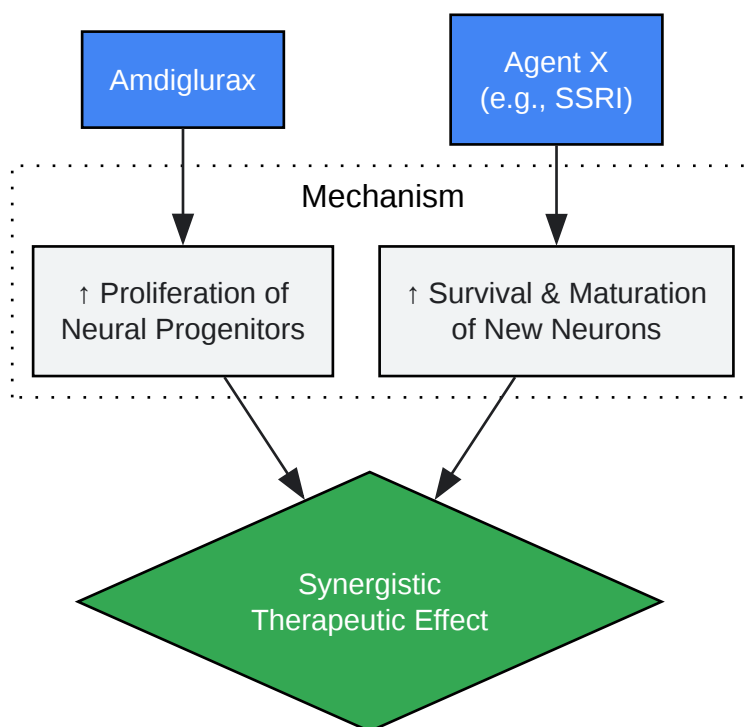 Amdiglurax
Agent X
(e.g., SSRI)
Mechanism
↑ Proliferation of
Neural Progenitors
↑ Survival & Maturation
of New Neurons
Synergistic
Therapeutic Effect